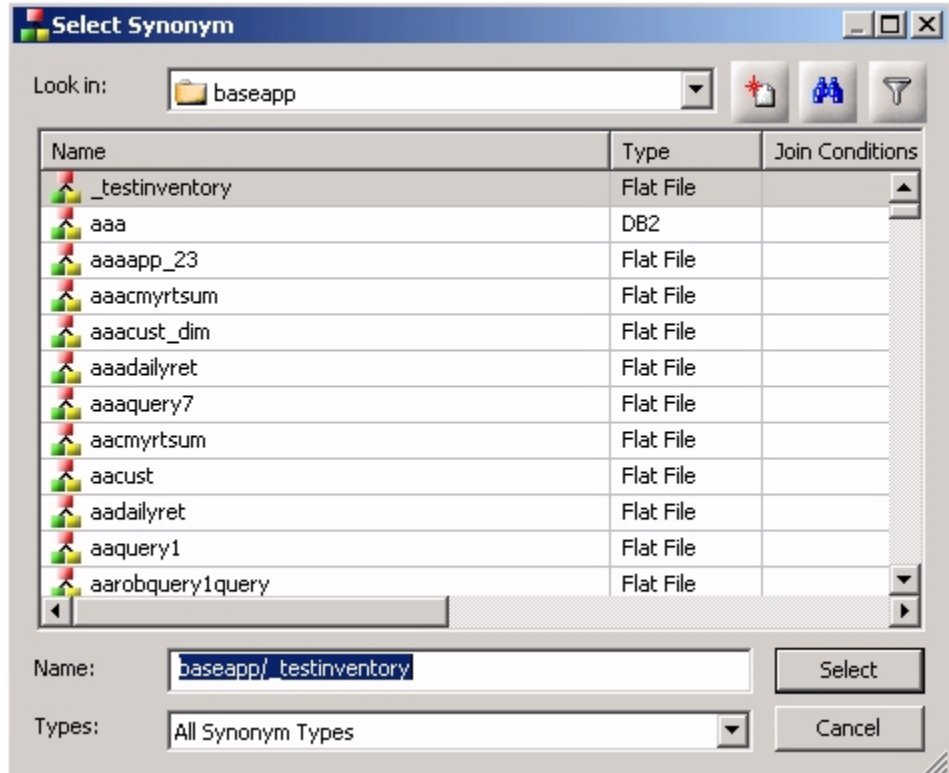 Select Synonym
Look in: baseapp
Name Type Join Conditions
_testinventory Flat File
aaa DB2
aaaapp_23 Flat File
aaacmyrtsum Flat File
aaacust_dim Flat File
aaadailyret Flat File
aaaquery7 Flat File
aacmyrtsum Flat File
aacust Flat File
aadailyret Flat File
aaquery1 Flat File
aarobquery1query Flat File
Name: baseapp/_testinventory Select
Types: All Synonym Types Cancel